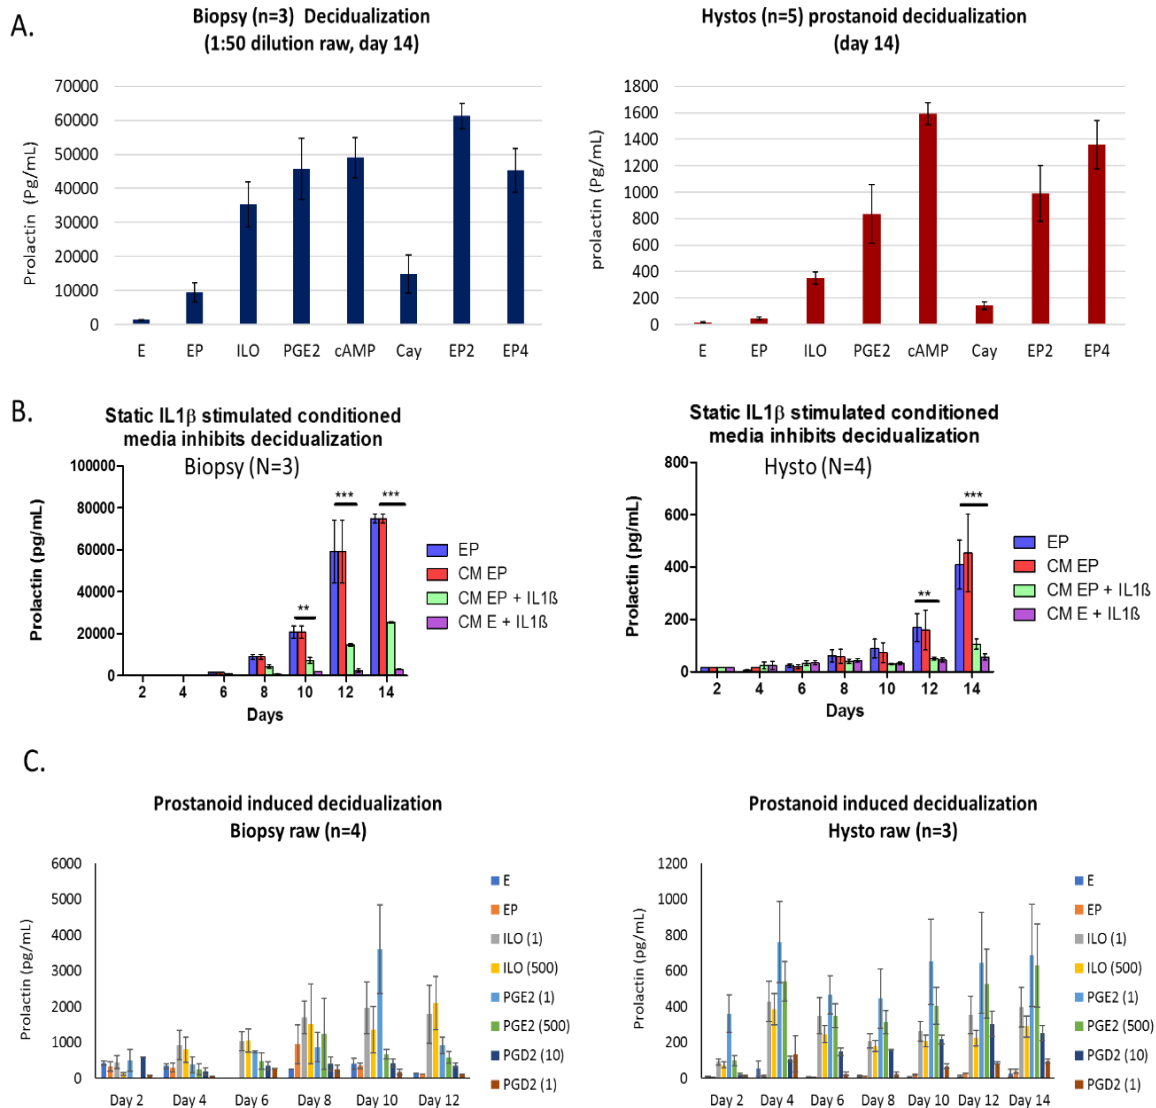 A.
Biopsy (n=3) Decidualization
(1:50 dilution raw, day 14)
Prolactin (Pg/mL)
70000
60000
50000
40000
30000
20000
10000
0
E EP ILO PGE2 cAMP Cay EP2 EP4
Hystos (n=5) prostanoid decidualization
(day 14)
prolactin (Pg/mL)
1800
1600
1400
1200
1000
800
600
400
200
0
E EP ILO PGE2 cAMP Cay EP2 EP4
B.
Static IL1β stimulated conditioned
media inhibits decidualization
Biopsy (N=3)
Prolactin (pg/mL)
100000
80000
60000
40000
20000
0
** *** ***
2 4 6 8 10 12 14
Days
EP
CM EP
CM EP + IL1ß
CM E + IL1ß
Static IL1β stimulated conditioned
media inhibits decidualization
Hysto (N=4)
Prolactin (pg/mL)
800
600
400
200
0
** ***
2 4 6 8 10 12 14
Days
EP
CM EP
CM EP + IL1ß
CM E + IL1ß
C.
Prostanoid induced decidualization
Biopsy raw (n=4)
Prolactin (pg/mL)
6000
5000
4000
3000
2000
1000
0
Day 2 Day 4 Day 6 Day 8 Day 10 Day 12
E
EP
ILO (1)
ILO (500)
PGE2 (1)
PGE2 (500)
PGD2 (10)
PGD2 (1)
Prostanoid induced decidualization
Hysto raw (n=3)
Prolactin (pg/mL)
1200
1000
800
600
400
200
0
Day 2 Day 4 Day 6 Day 8 Day 10 Day 12 Day 14
E
EP
ILO (1)
ILO (500)
PGE2 (1)
PGE2 (500)
PGD2 (10)
PGD2 (1)